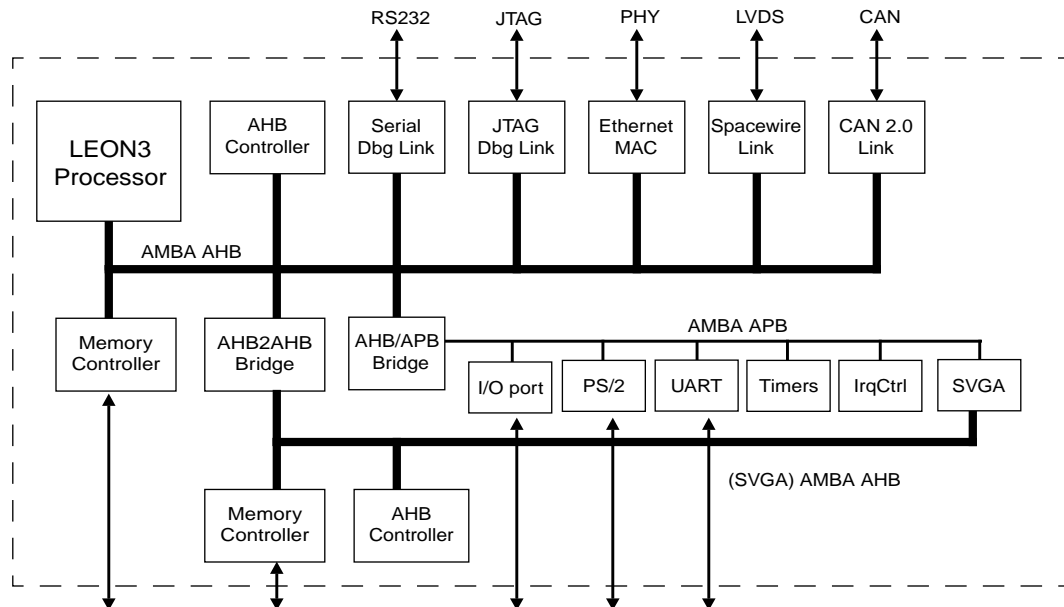 RS232 JTAG PHY LVDS CAN
LEON3
Processor
AHB
Controller
Serial
Dbg Link
JTAG
Dbg Link
Ethernet
MAC
Spacewire
Link
CAN 2.0
Link
AMBA AHB
Memory
Controller
AHB2AHB
Bridge
AHB/APB
Bridge
AMBA APB
I/O port
PS/2
UART
Timers
IrqCtrl
SVGA
(SVGA) AMBA AHB
Memory
Controller
AHB
Controller